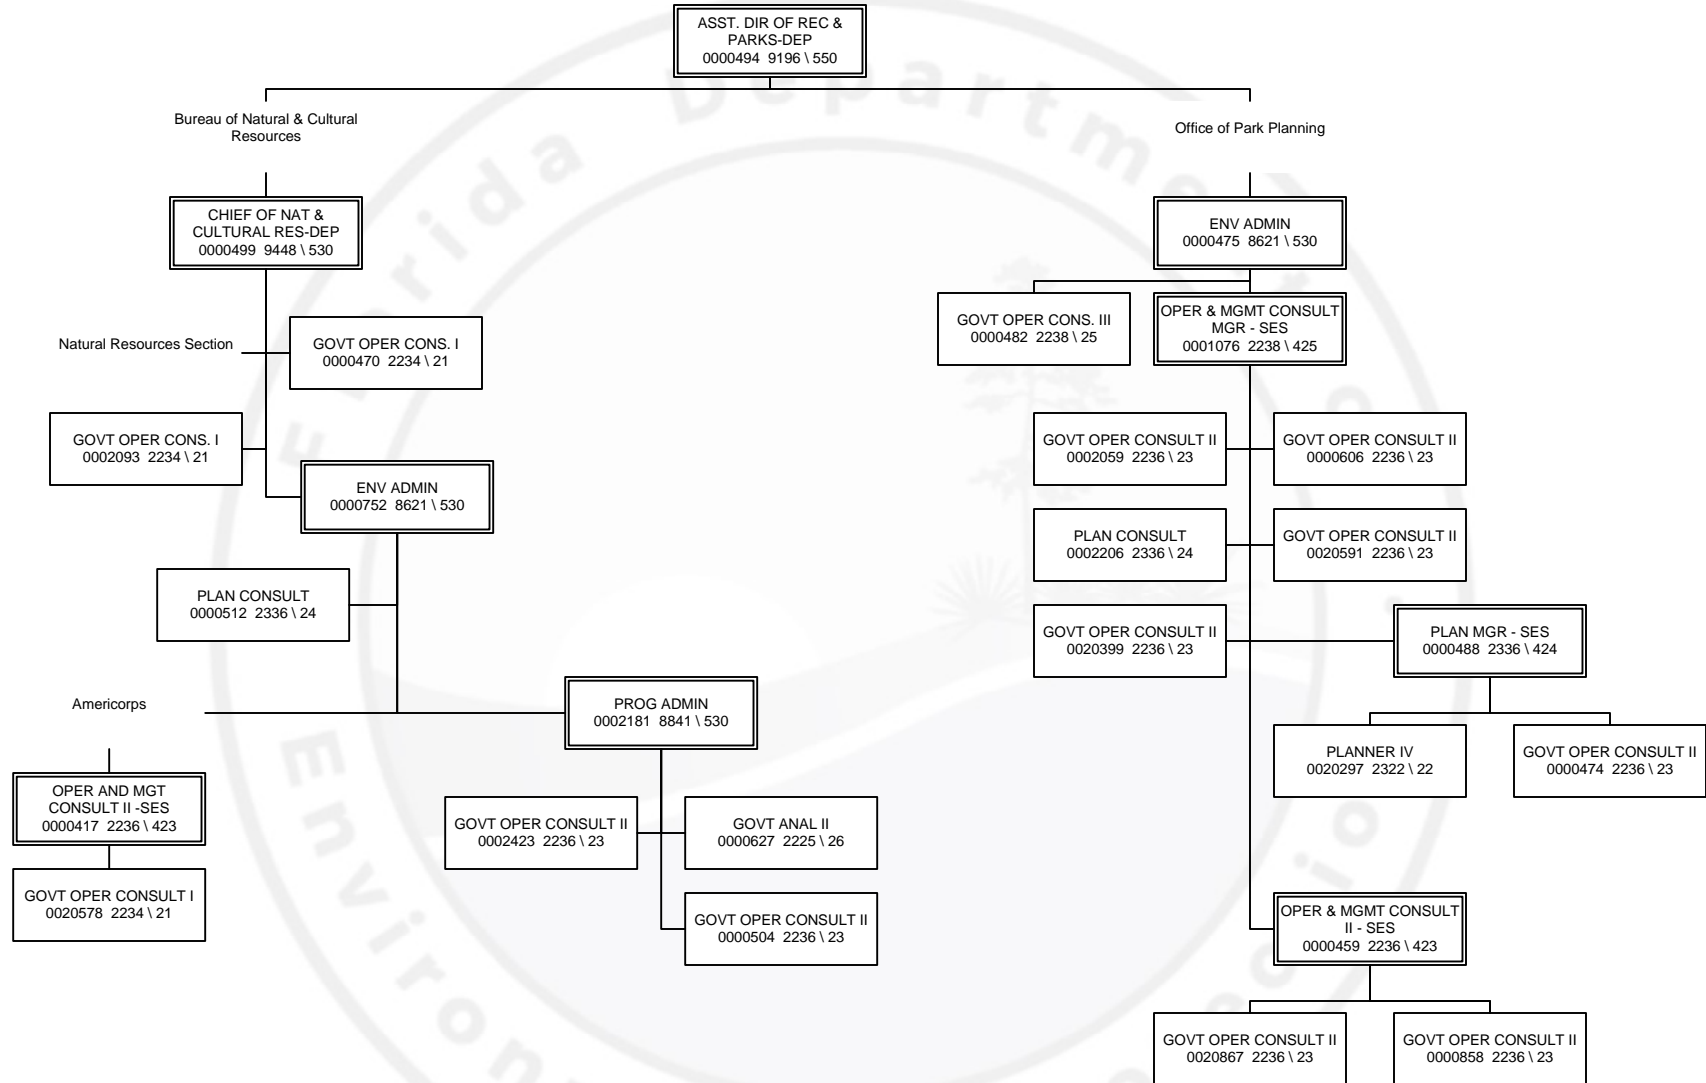 ASST. DIR OF REC &
PARKS-DEP
0000494 9196 \ 550
Bureau of Natural & Cultural
Resources
Office of Park Planning
CHIEF OF NAT &
CULTURAL RES-DEP
0000499 9448 \ 530
ENV ADMIN
0000475 8621 \ 530
Natural Resources Section
GOVT OPER CONS. I
0000470 2234 \ 21
GOVT OPER CONS. III
0000482 2238 \ 25
OPER & MGMT CONSULT
MGR - SES
0001076 2238 \ 425
GOVT OPER CONS. I
0002093 2234 \ 21
ENV ADMIN
0000752 8621 \ 530
GOVT OPER CONSULT II
0002059 2236 \ 23
GOVT OPER CONSULT II
0000606 2236 \ 23
PLAN CONSULT
0002206 2336 \ 24
GOVT OPER CONSULT II
0020591 2236 \ 23
PLAN CONSULT
0000512 2336 \ 24
GOVT OPER CONSULT II
0020399 2236 \ 23
PLAN MGR - SES
0000488 2336 \ 424
Americorps
PROG ADMIN
0002181 8841 \ 530
PLANNER IV
0020297 2322 \ 22
GOVT OPER CONSULT II
0000474 2236 \ 23
OPER AND MGT
CONSULT II -SES
0000417 2236 \ 423
GOVT OPER CONSULT II
0002423 2236 \ 23
GOVT ANAL II
0000627 2225 \ 26
GOVT OPER CONSULT I
0020578 2234 \ 21
GOVT OPER CONSULT II
0000504 2236 \ 23
OPER & MGMT CONSULT
II - SES
0000459 2236 \ 423
GOVT OPER CONSULT II
0020867 2236 \ 23
GOVT OPER CONSULT II
0000858 2236 \ 23